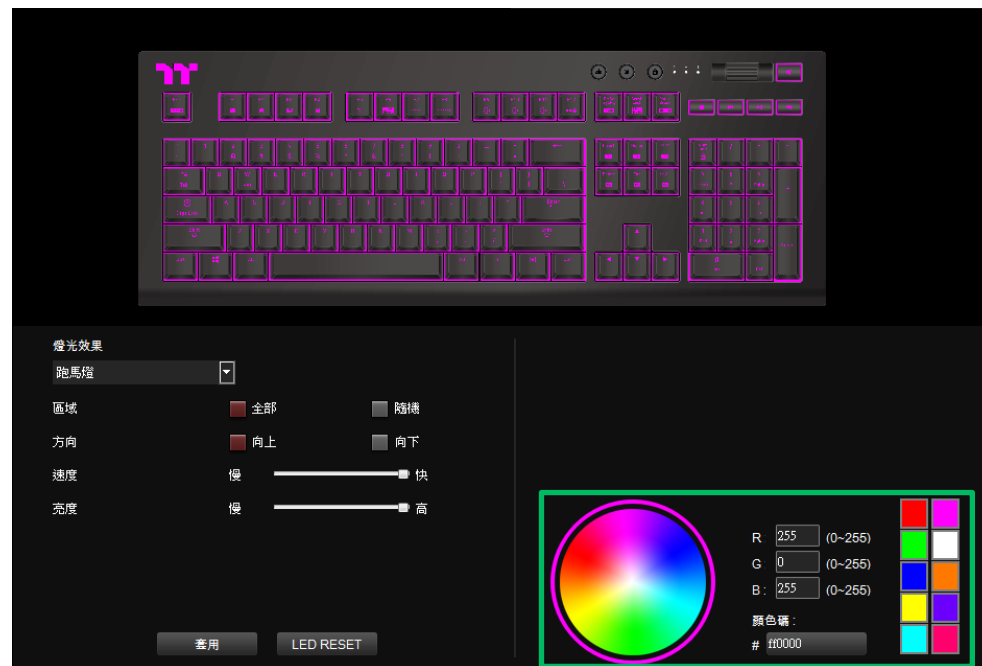 燈光效果
跑馬燈
區域 全部 隨機
方向 向上 向下
速度 慢 快
亮度 慢 高
R: 255 (0~255)
G 0 (0~255)
B: 255 (0~255)
顏色碼:
# ff0000
套用 LED RESET